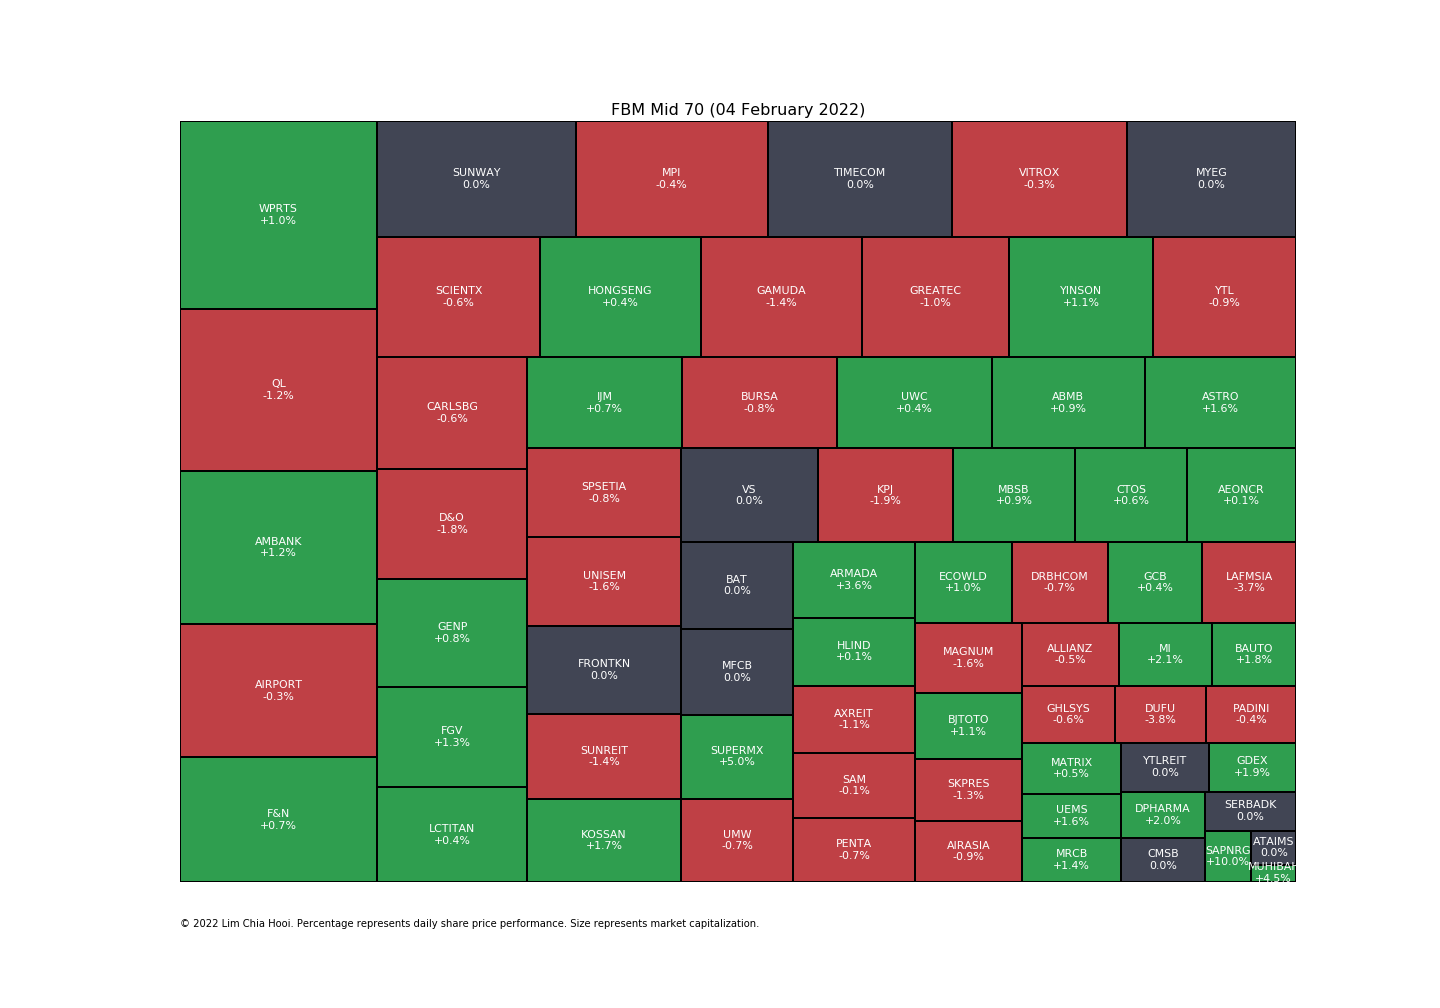 FBM Mid 70 (04 February 2022)
WPRTS
+1.0%
QL
-1.2%
AMBANK
+1.2%
AIRPORT
-0.3%
F&N
+0.7%
SUNWAY
0.0%
MPI
-0.4%
TIMECOM
0.0%
VITROX
-0.3%
MYEG
0.0%
SCIENTX
-0.6%
HONGSENG
+0.4%
GAMUDA
-1.4%
GREATEC
-1.0%
YINSON
+1.1%
YTL
-0.9%
CARLSBG
-0.6%
D&O
-1.8%
GENP
+0.8%
FGV
+1.3%
LCTITAN
+0.4%
IJM
+0.7%
BURSA
-0.8%
UWC
+0.4%
ABMB
+0.9%
ASTRO
+1.6%
SPSETIA
-0.8%
UNISEM
-1.6%
FRONTKN
0.0%
SUNREIT
-1.4%
KOSSAN
+1.7%
VS
0.0%
KPJ
-1.9%
MBSB
+0.9%
CTOS
+0.6%
AEONCR
+0.1%
BAT
0.0%
MFCB
0.0%
SUPERMX
+5.0%
UMW
-0.7%
ARMADA
+3.6%
HLIND
+0.1%
AXREIT
-1.1%
SAM
-0.1%
PENTA
-0.7%
ECOWLD
+1.0%
DRBHCOM
-0.7%
GCB
+0.4%
LAFMSIA
-3.7%
MAGNUM
-1.6%
BJTOTO
+1.1%
SKPRES
-1.3%
AIRASIA
-0.9%
ALLIANZ
-0.5%
MI
+2.1%
BAUTO
+1.8%
GHLSYS
-0.6%
DUFU
-3.8%
PADINI
-0.4%
MATRIX
+0.5%
UEMS
+1.6%
MRCB
+1.4%
YTLREIT
0.0%
GDEX
+1.9%
DPHARMA
+2.0%
CMSB
0.0%
SERBADK
0.0%
SAPNRG
+10.0%
ATAIMS
0.0%
MUHIBAH
+4.5%
© 2022 Lim Chia Hooi. Percentage represents daily share price performance. Size represents market capitalization.